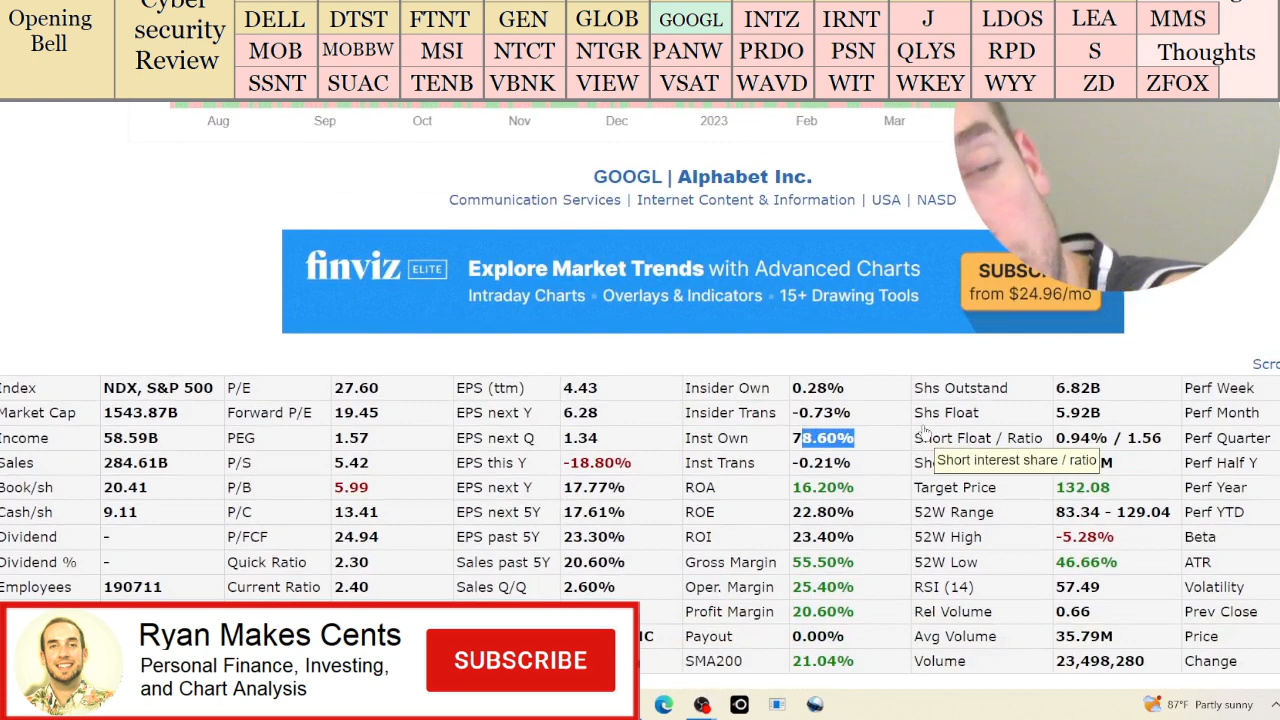 Opening
Bell
Cyber
security
Review
DELL DTST FTNT GEN GLOB GOOGL INTZ IRNT J LDOS LEA MMS
MOB MOBBW MSI NTCT NTGR PANW PRDO PSN QLYS RPD S Thoughts
SSNT SUAC TENB VBNK VIEW VSAT WAVD WIT WKEY WYY ZD ZFOX
Aug Sep Oct Nov Dec 2023 Feb Mar
GOOGL | Alphabet Inc.
Communication Services | Internet Content & Information | USA | NASD
finviz ELITE Explore Market Trends with Advanced Charts
Intraday Charts • Overlays & Indicators • 15+ Drawing Tools
SUBSC
from $24.96/mo
Scro
Index NDX, S&P 500 P/E 27.60 EPS (ttm) 4.43 Insider Own 0.28% Shs Outstand 6.82B Perf Week
Market Cap 1543.87B Forward P/E 19.45 EPS next Y 6.28 Insider Trans -0.73% Shs Float 5.92B Perf Month
Income 58.59B PEG 1.57 EPS next Q 1.34 Inst Own 78.60% Short Float / Ratio 0.94% / 1.56 Perf Quarter
Sales 284.61B P/S 5.42 EPS this Y -18.80% Inst Trans -0.21% Sh M Perf Half Y
Short interest share / ratio
Book/sh 20.41 P/B 5.99 EPS next Y 17.77% ROA 16.20% Target Price 132.08 Perf Year
Cash/sh 9.11 P/C 13.41 EPS next 5Y 17.61% ROE 22.80% 52W Range 83.34 - 129.04 Perf YTD
Dividend - P/FCF 24.94 EPS past 5Y 23.30% ROI 23.40% 52W High -5.28% Beta
Dividend % - Quick Ratio 2.30 Sales past 5Y 20.60% Gross Margin 55.50% 52W Low 46.66% ATR
Employees 190711 Current Ratio 2.40 Sales Q/Q 2.60% Oper. Margin 25.40% RSI (14) 57.49 Volatility
Profit Margin 20.60% Rel Volume 0.66 Prev Close
Payout 0.00% Avg Volume 35.79M Price
SMA200 21.04% Volume 23,498,280 Change
Ryan Makes Cents
Personal Finance, Investing,
and Chart Analysis
SUBSCRIBE
87°F Partly sunny